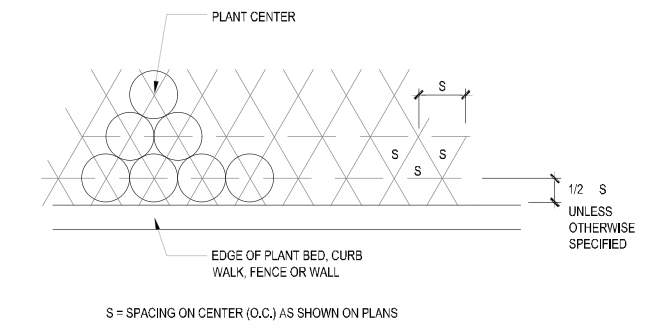 PLANT CENTER
S
S
S
S
1/2 S
UNLESS
OTHERWISE
SPECIFIED
EDGE OF PLANT BED, CURB
WALK, FENCE OR WALL
S = SPACING ON CENTER (O.C.) AS SHOWN ON PLANS